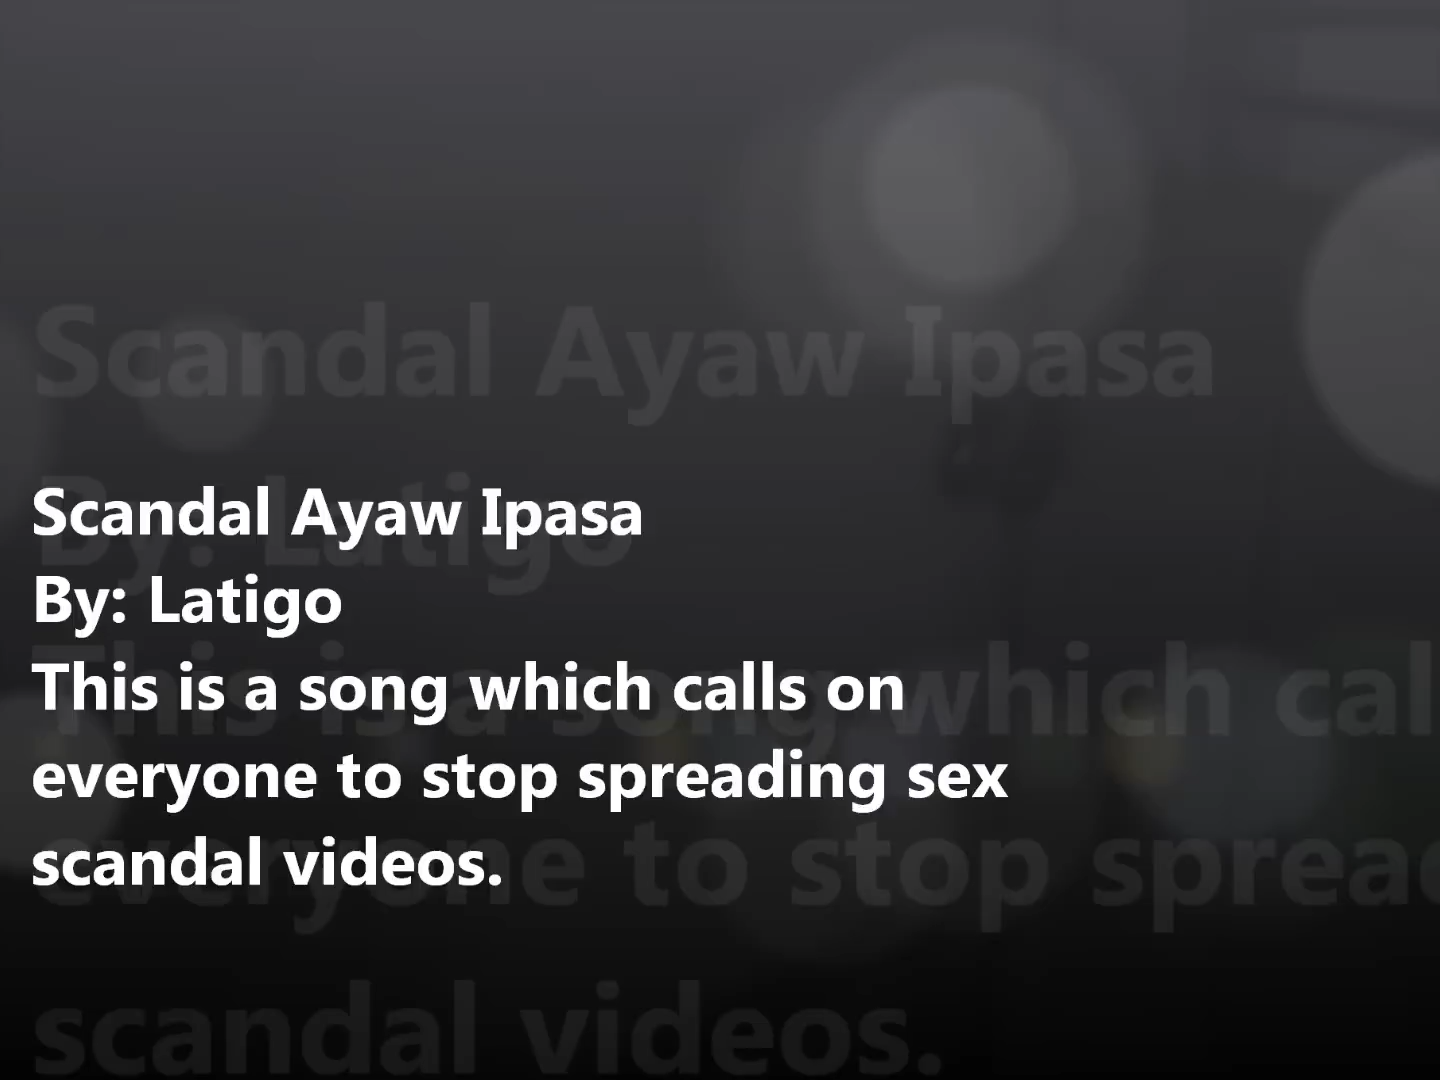 Scandal Ayaw Ipasa
By: Latigo
This is a song which calls on
everyone to stop spreading sex
scandal videos.